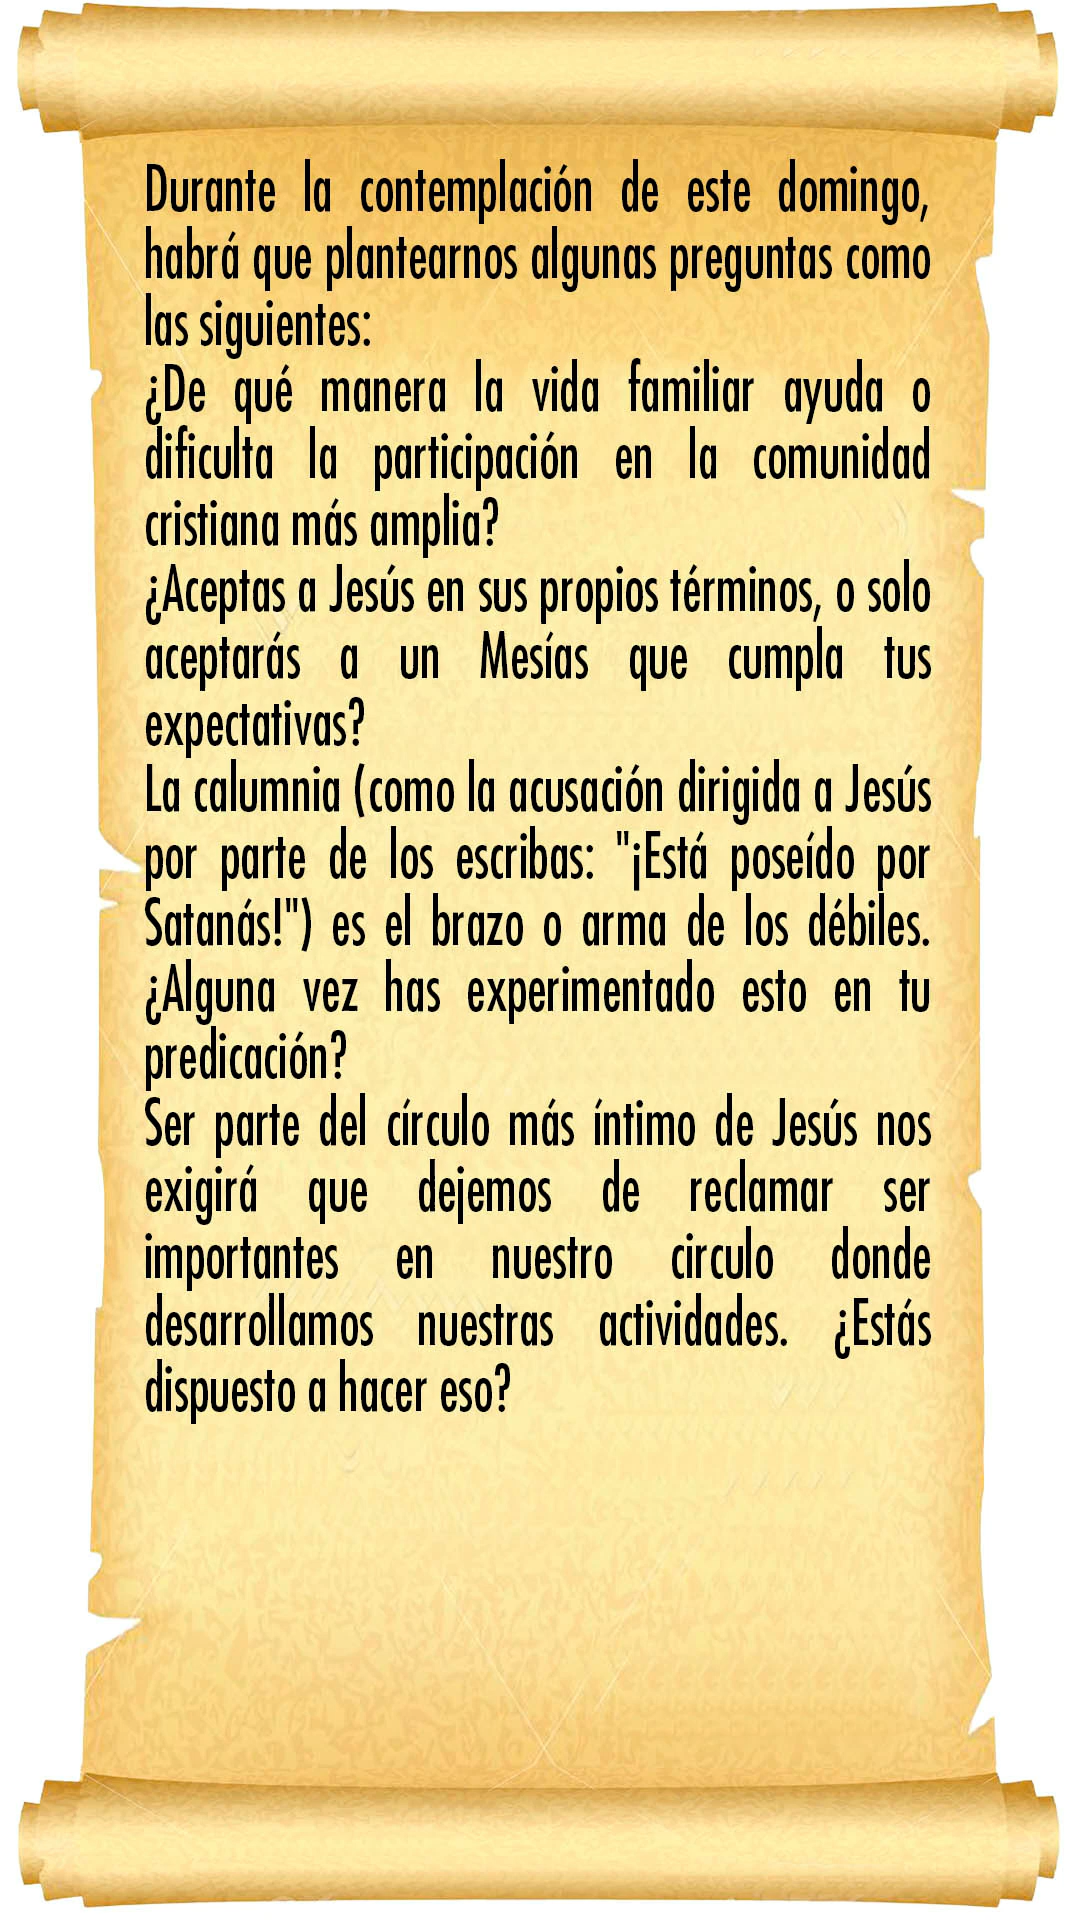 Durante la contemplación de este domingo,
habrá que plantearnos algunas preguntas como
las siguientes:
¿De qué manera la vida familiar ayuda o
dificulta la participación en la comunidad
cristiana más amplia?
¿Aceptas a Jesús en sus propios términos, o solo
aceptarás a un Mesías que cumpla tus
expectativas?
La calumnia (como la acusación dirigida a Jesús
por parte de los escribas: "¡Está poseído por
Satanás!") es el brazo o arma de los débiles.
¿Alguna vez has experimentado esto en tu
predicación?
Ser parte del círculo más íntimo de Jesús nos
exigirá que dejemos de reclamar ser
importantes en nuestro circulo donde
desarrollamos nuestras actividades. ¿Estás
dispuesto a hacer eso?